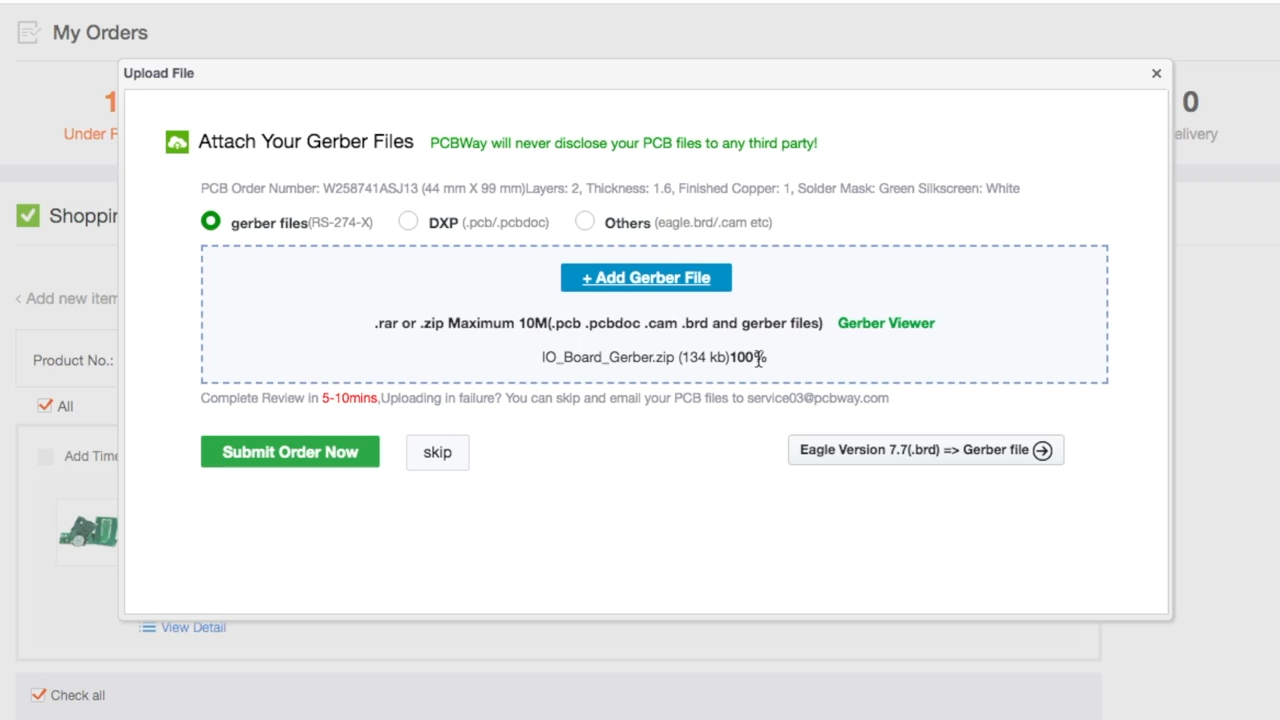 My Orders
Upload File
×
1
0
Under F
elivery
Attach Your Gerber Files PCBWay will never disclose your PCB files to any third party!
PCB Order Number: W258741ASJ13 (44 mm X 99 mm)Layers: 2, Thickness: 1.6, Finished Copper: 1, Solder Mask: Green Silkscreen: White
Shoppin
gerber files(RS-274-X) DXP (.pcb/.pcbdoc) Others (eagle.brd/.cam etc)
+ Add Gerber File
< Add new item
.rar or .zip Maximum 10M(.pcb .pcbdoc .cam .brd and gerber files) Gerber Viewer
IO_Board_Gerber.zip (134 kb)100%
Product No.:
Complete Review in 5-10mins,Uploading in failure? You can skip and email your PCB files to service03@pcbway.com
All
Submit Order Now skip Eagle Version 7.7(.brd) => Gerber file
Add Time
View Detail
Check all